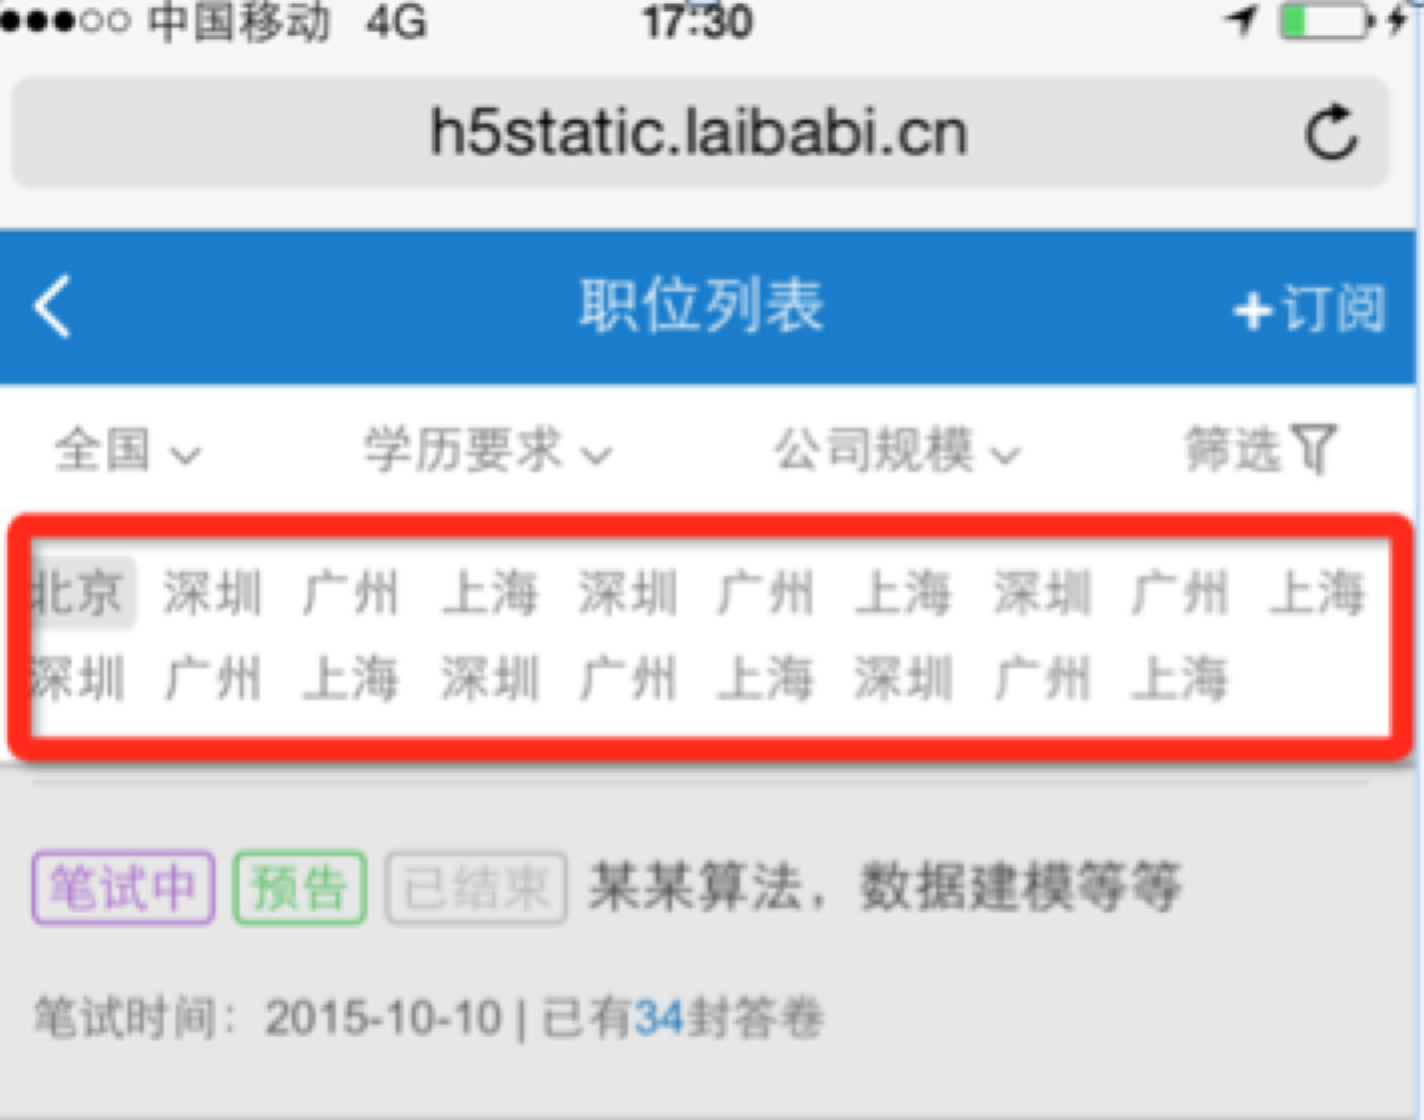 中国移动 4G 17:30
h5static.laibabi.cn
职位列表 +订阅
全国 学历要求 公司规模 筛选
北京 深圳 广州 上海 深圳 广州 上海 深圳 广州 上海
深圳 广州 上海 深圳 广州 上海 深圳 广州 上海
笔试中 预告 已结束 某某算法，数据建模等等
笔试时间：2015-10-10 | 已有34封答卷